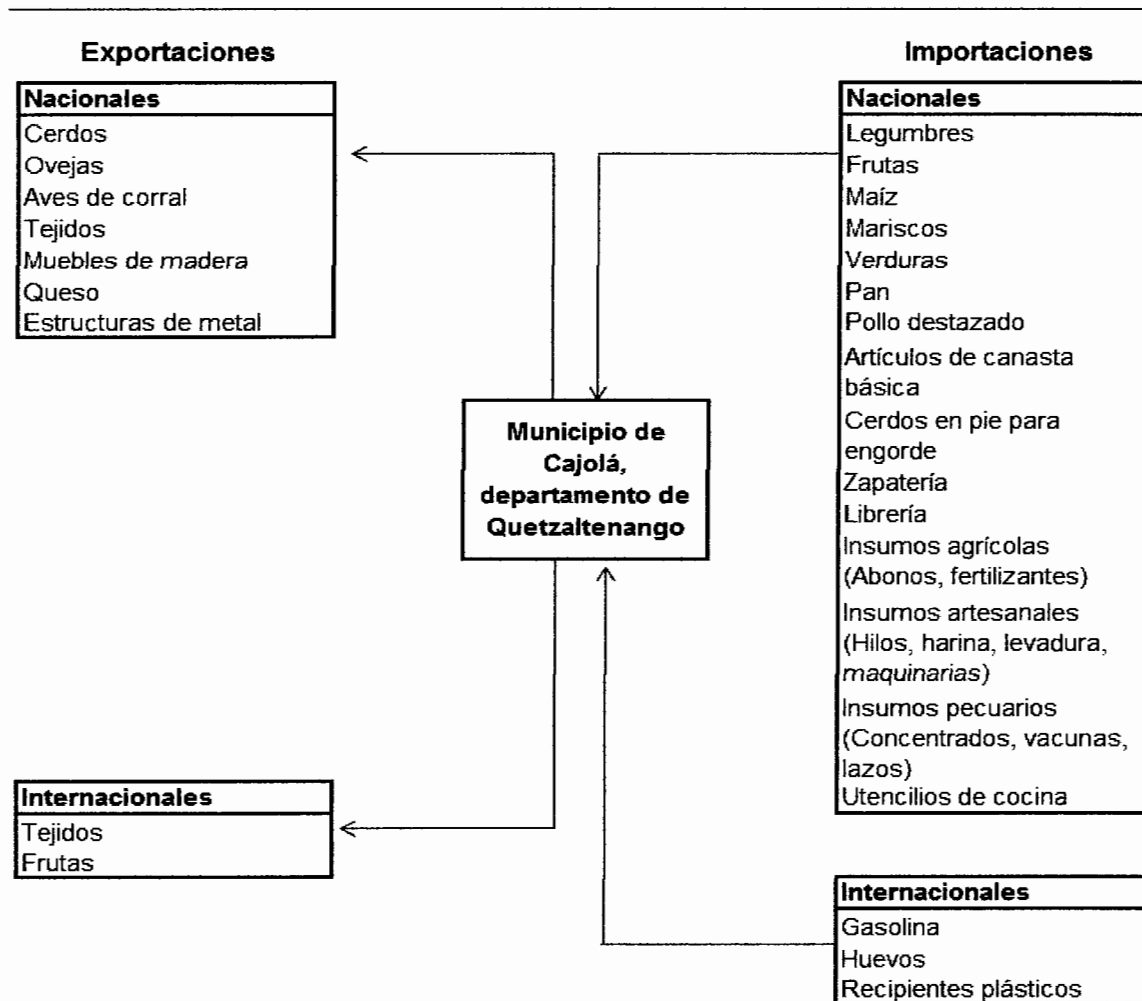 Exportaciones
Nacionales
Cerdos
Ovejas
Aves de corral
Tejidos
Muebles de madera
Queso
Estructuras de metal
Internacionales
Tejidos
Frutas
Municipio de
Cajolá,
departamento de
Quetzaltenango
Importaciones
Nacionales
Legumbres
Frutas
Maíz
Mariscos
Verduras
Pan
Pollo destazado
Artículos de canasta
básica
Cerdos en pie para
engorde
Zapatería
Librería
Insumos agrícolas
(Abonos, fertilizantes)
Insumos artesanales
(Hilos, harina, levadura,
maquinarias)
Insumos pecuarios
(Concentrados, vacunas,
lazos)
Utencilios de cocina
Internacionales
Gasolina
Huevos
Recipientes plásticos